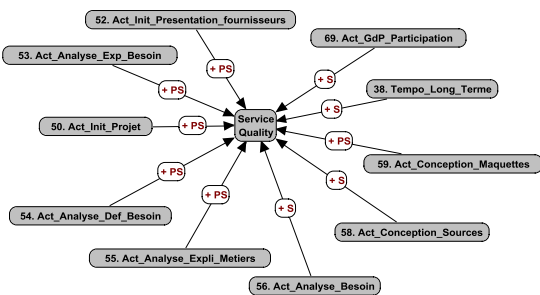 52. Act_Init_Presentation_fournisseurs
69. Act_GdP_Participation
53. Act_Analyse_Exp_Besoin
+ PS
+ S
+ PS
+ S
38. Tempo_Long_Terme
50. Act_Init_Projet
+ PS
Service
Quality
+ PS
59. Act_Conception_Maquettes
+ PS
+ PS
+ S
+ S
54. Act_Analyse_Def_Besoin
58. Act_Conception_Sources
55. Act_Analyse_Expli_Metiers
56. Act_Analyse_Besoin